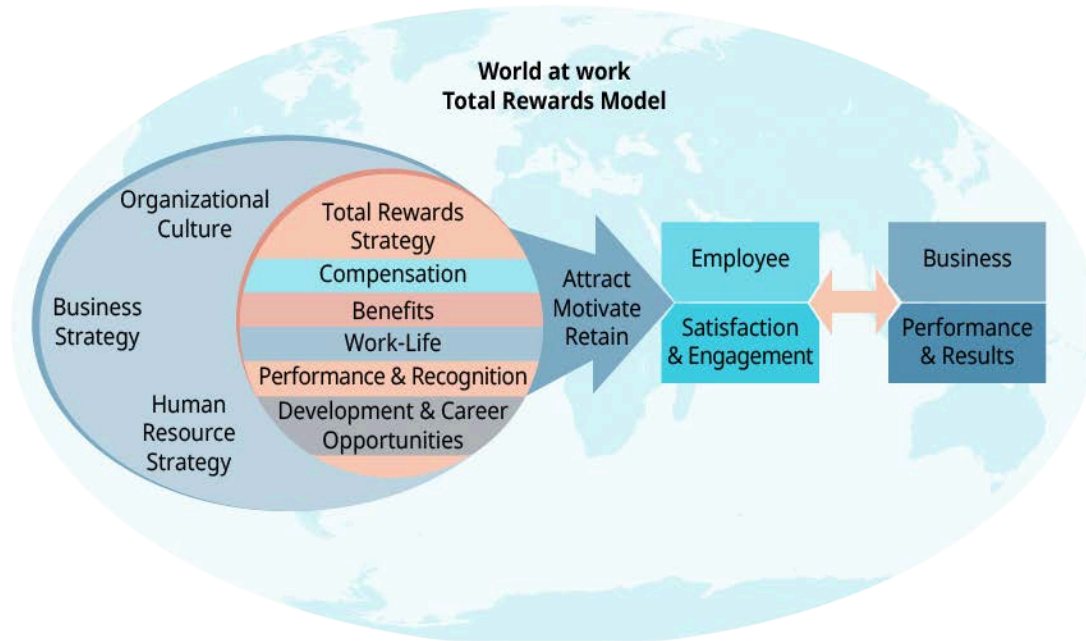 World at work
Total Rewards Model
Organizational
Culture
Business
Strategy
Human
Resource
Strategy
Total Rewards
Strategy
Compensation
Benefits
Work-Life
Performance & Recognition
Development & Career
Opportunities
Attract
Motivate
Retain
Employee
Satisfaction
& Engagement
Business
Performance
& Results